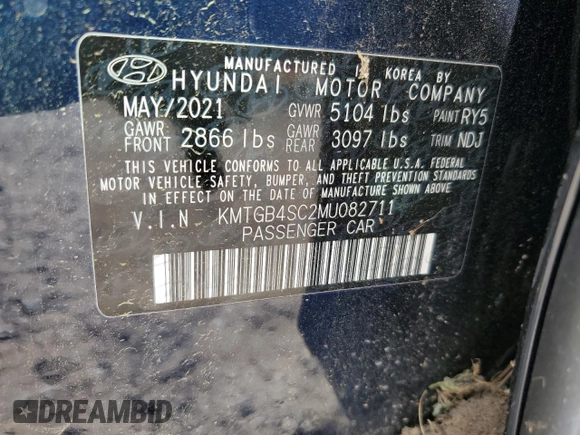 MANUFACTURED IN KOREA BY
HYUNDAI MOTOR COMPANY
MAY/2021 GVWR 5104 lbs PAINT RY5
GAWR FRONT 2866 lbs GAWR REAR 3097 lbs TRIM NDJ
THIS VEHICLE CONFORMS TO ALL APPLICABLE U.S.A. FEDERAL
MOTOR VEHICLE SAFETY, BUMPER, AND THEFT PREVENTION STANDARDS
IN EFFECT ON THE DATE OF MANUFACTURE SHOWN ABOVE.
V.I.N KMTGB4SC2MU082711
PASSENGER CAR
DREAMBID